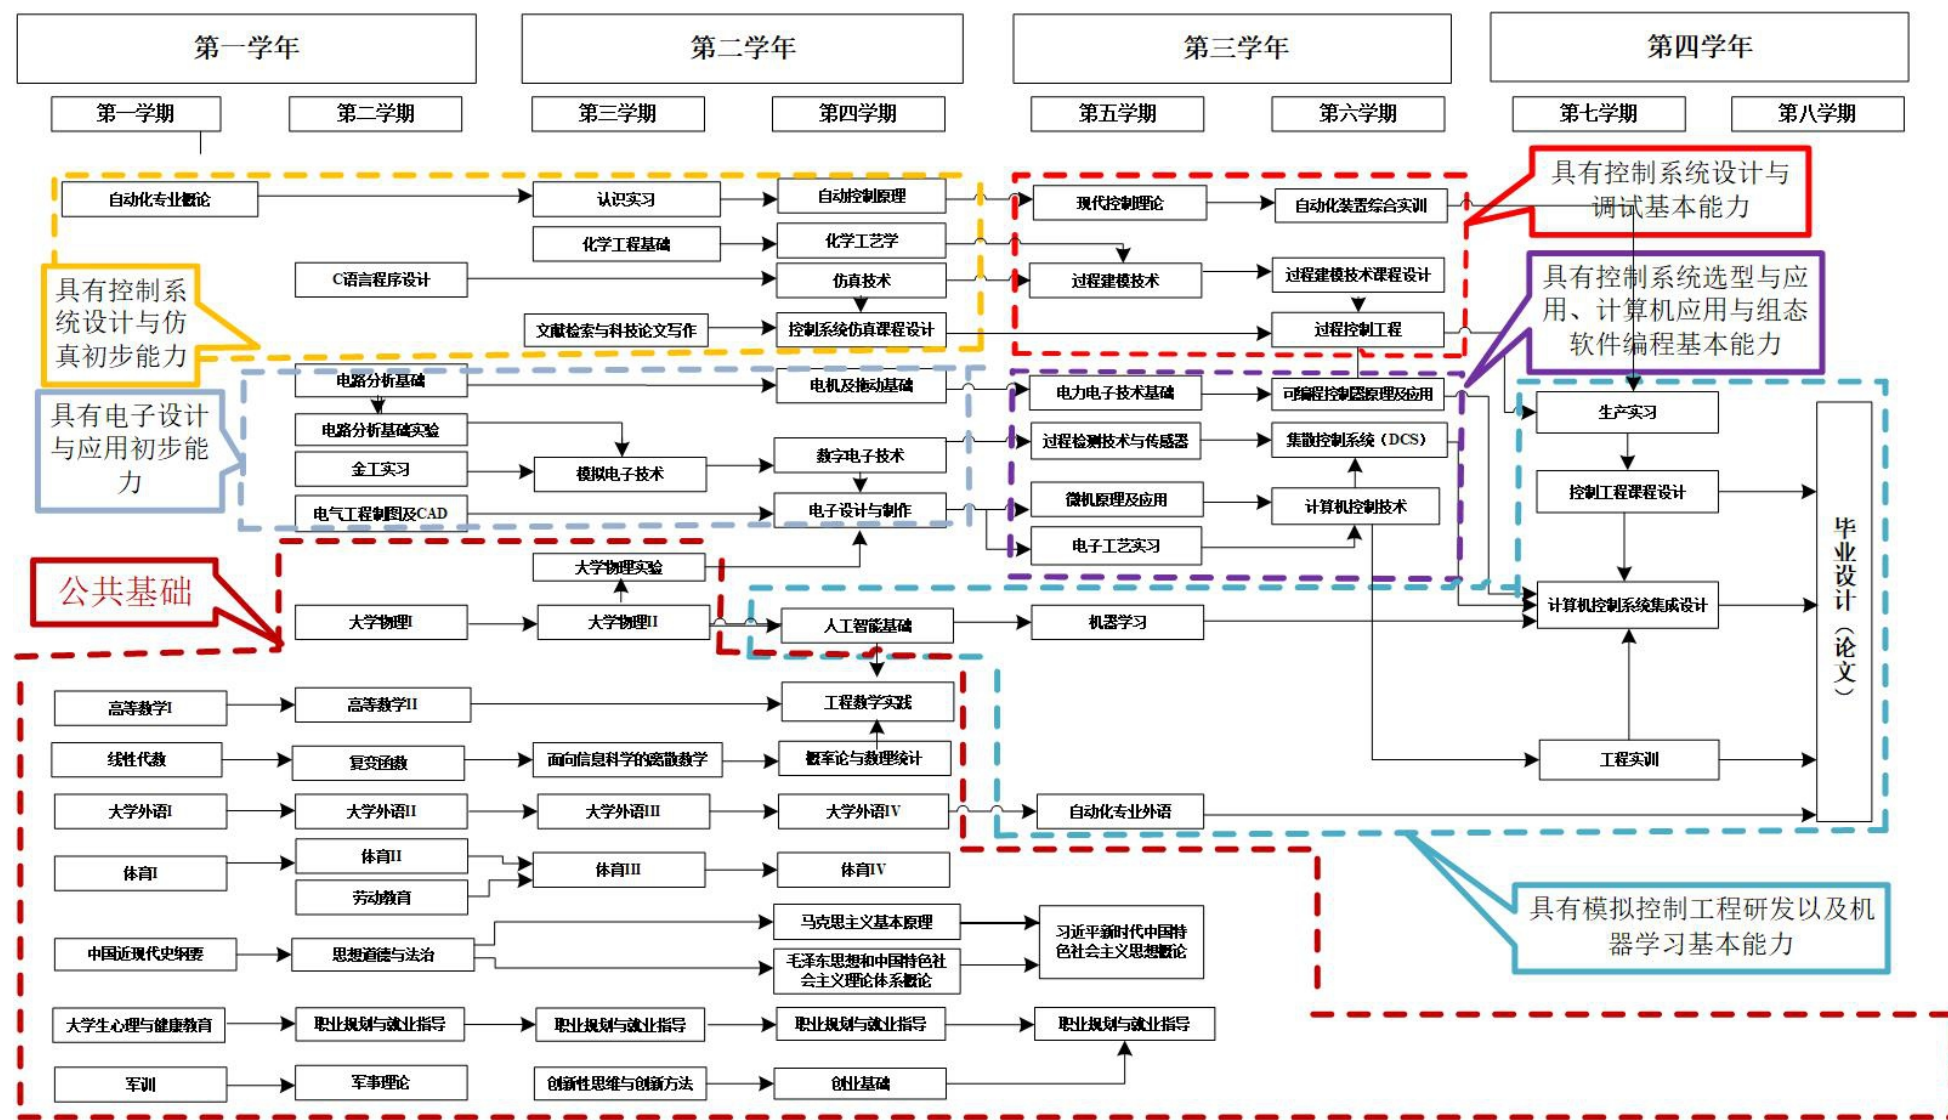 第一学年
第二学年
第三学年
第四学年
第一学期
第二学期
第三学期
第四学期
第五学期
第六学期
第七学期
第八学期
自动化专业概论
认识实习
自动控制原理
现代控制理论
自动化装置综合实训
具有控制系统设计与
调试基本能力
化学工程基础
化学工艺学
C语言程序设计
仿真技术
过程建模技术
过程建模技术课程设计
具有控制系统设计与仿真初步能力
具有控制系
统设计与仿
真初步能力
文献检索与科技论文写作
控制系统仿真课程设计
过程控制工程
具有控制系统选型与应
用、计算机应用与组态
软件编程基本能力
电路分析基础
电机及拖动基础
电力电子技术基础
可编程控制器原理及应用
生产实习
具有电子设计
与应用初步能
力
电路分析基础实验
金工实习
模拟电子技术
数字电子技术
过程检测技术与传感器
集散控制系统（DCS）
电气工程制图及CAD
电子设计与制作
微机原理及应用
计算机控制技术
控制工程课程设计
电子工艺实习
毕业设计（论文）
公共基础
大学物理实验
大学物理I
大学物理II
人工智能基础
机器学习
计算机控制系统集成设计
高等数学I
高等数学II
工程数学实践
线性代数
复变函数
面向信息科学的离散数学
概率论与数理统计
工程实训
大学外语I
大学外语II
大学外语III
大学外语IV
自动化专业外语
体育I
体育II
劳动教育
体育III
体育IV
具有模拟控制工程研发以及机
器学习基本能力
中国近现代史纲要
思想道德与法治
马克思主义基本原理
毛泽东思想和中国特色社
会主义理论体系概论
习近平新时代中国特
色社会主义思想概论
大学生心理与健康教育
职业规划与就业指导
职业规划与就业指导
职业规划与就业指导
职业规划与就业指导
军训
军事理论
创新性思维与创新方法
创业基础